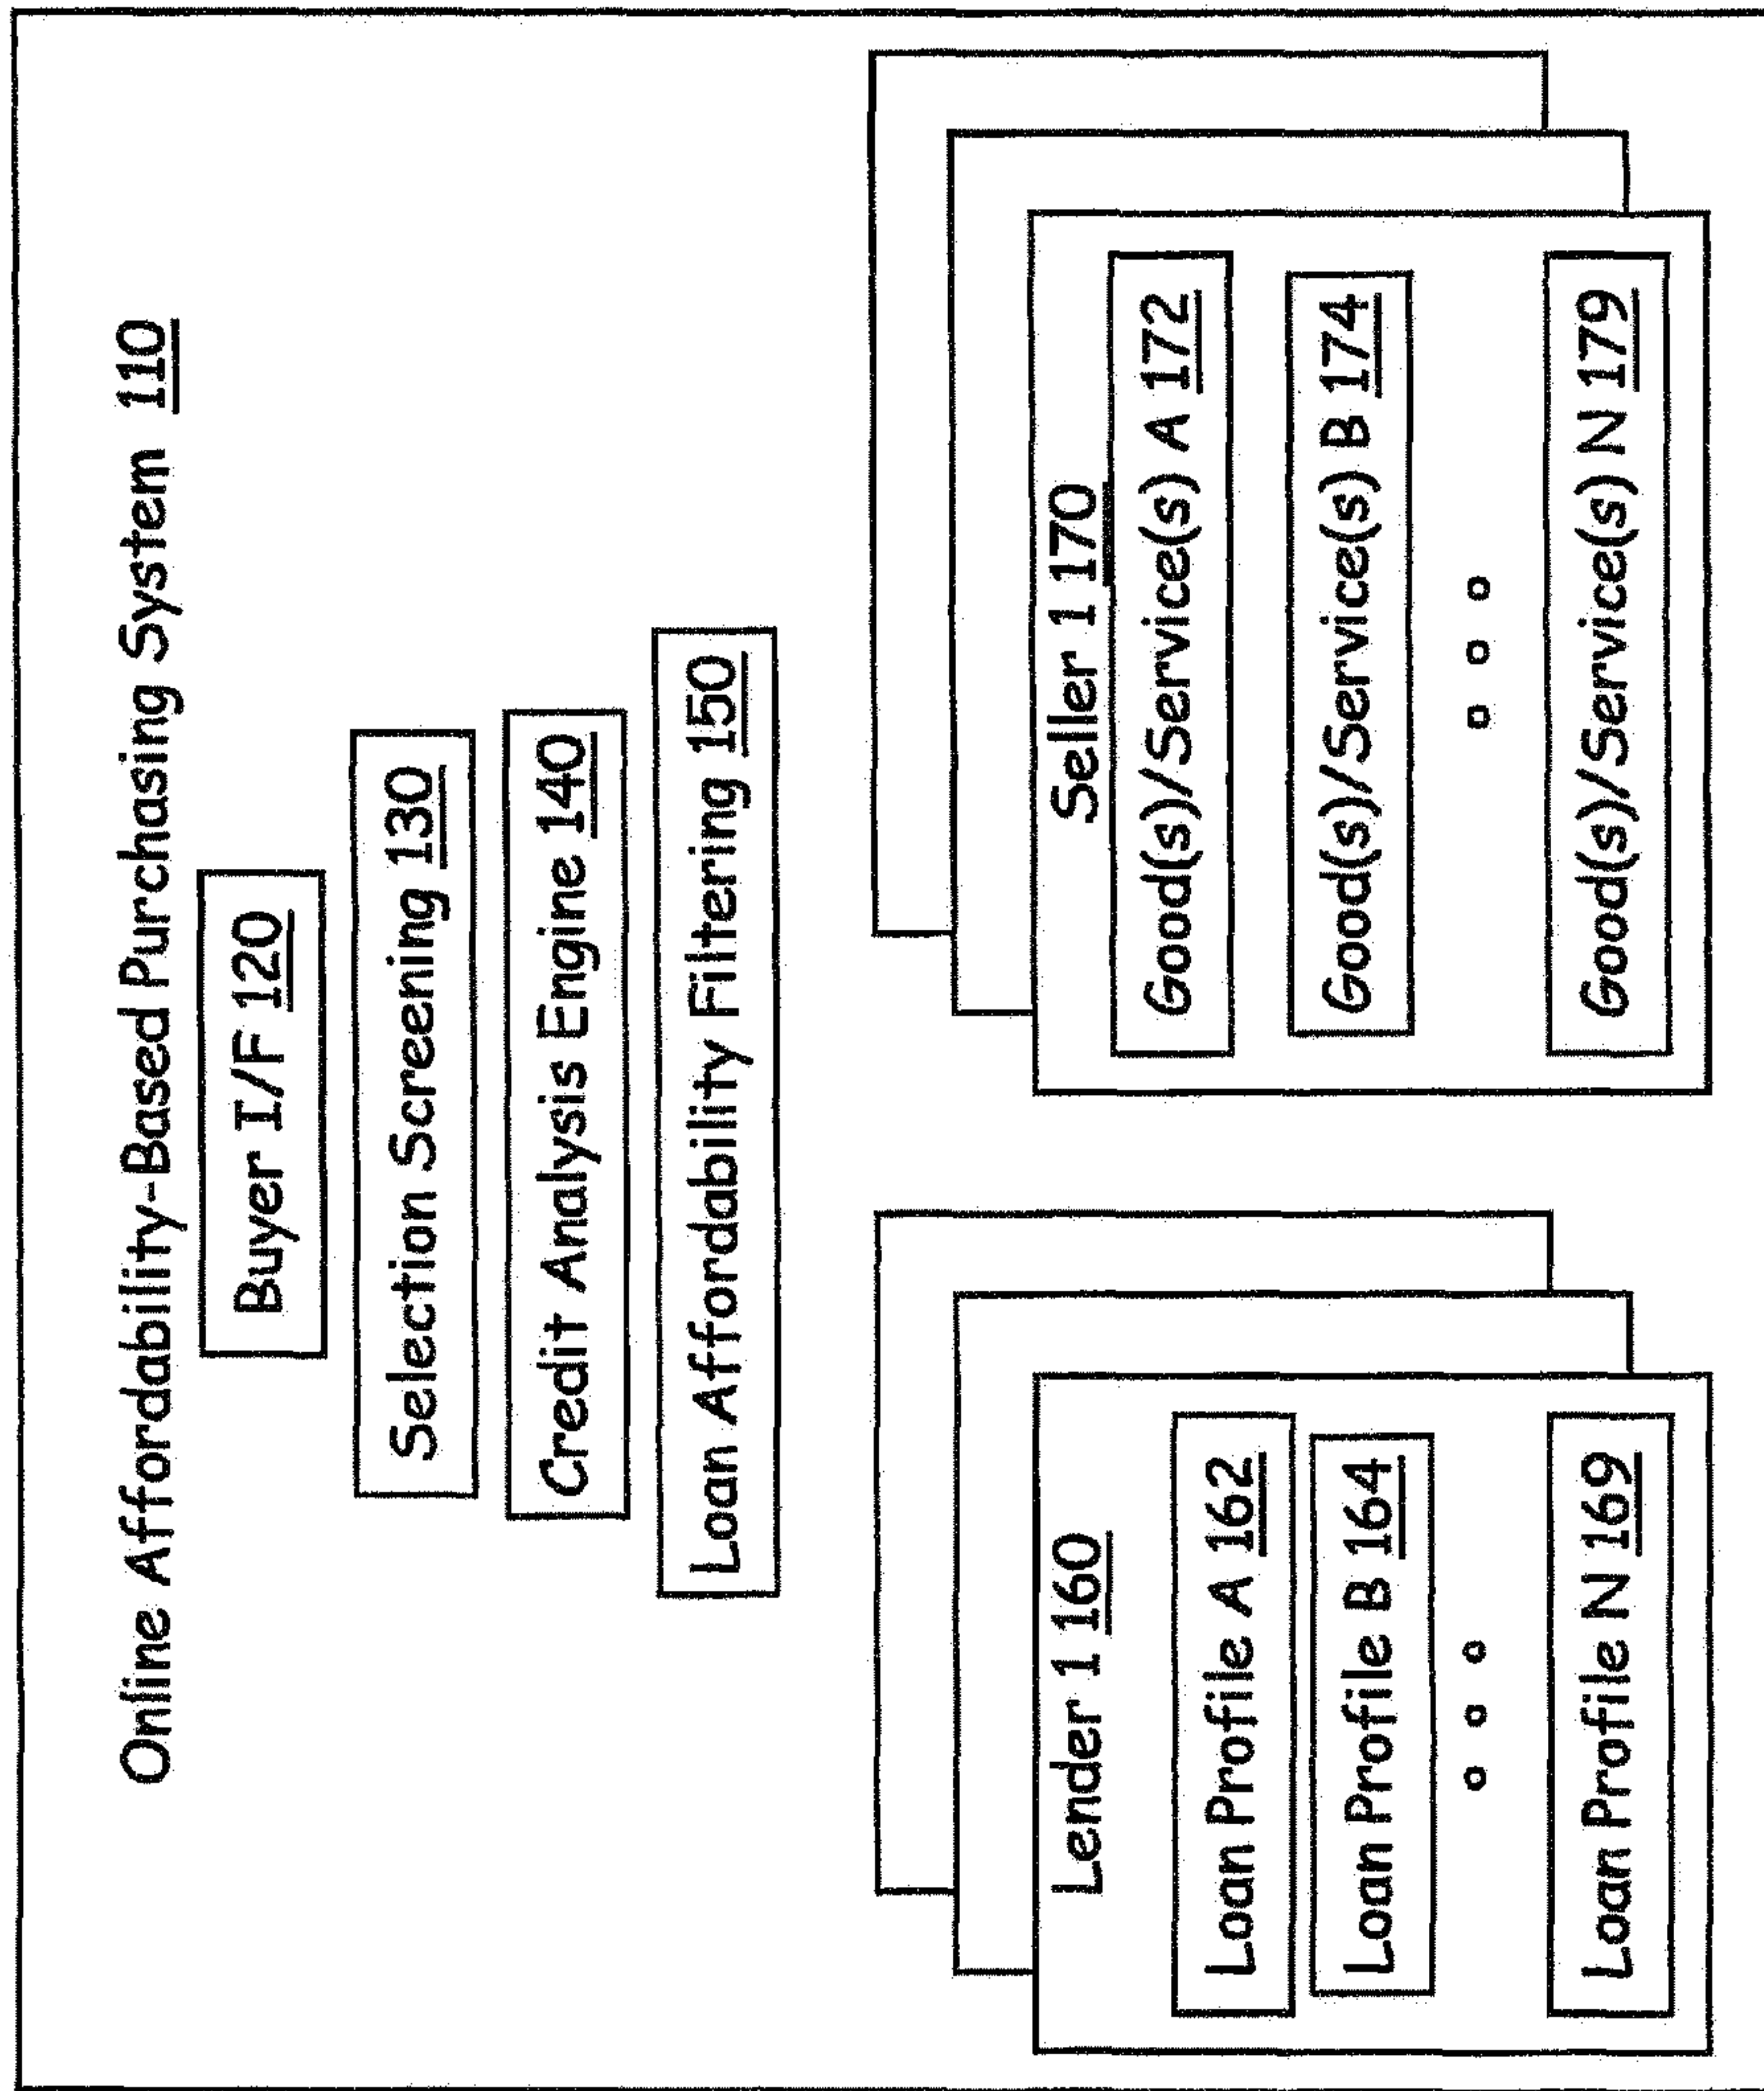 Online Affordability-Based Purchasing System 110
Buyer I/F 120
Selection Screening 130
Credit Analysis Engine 140
Loan Affordability Filtering 150
Lender 1 160
Loan Profile A 162
Loan Profile B 164
Loan Profile N 169
Seller 1 170
Good(s)/Service(s) A 172
Good(s)/Service(s) B 174
Good(s)/Service(s) N 179